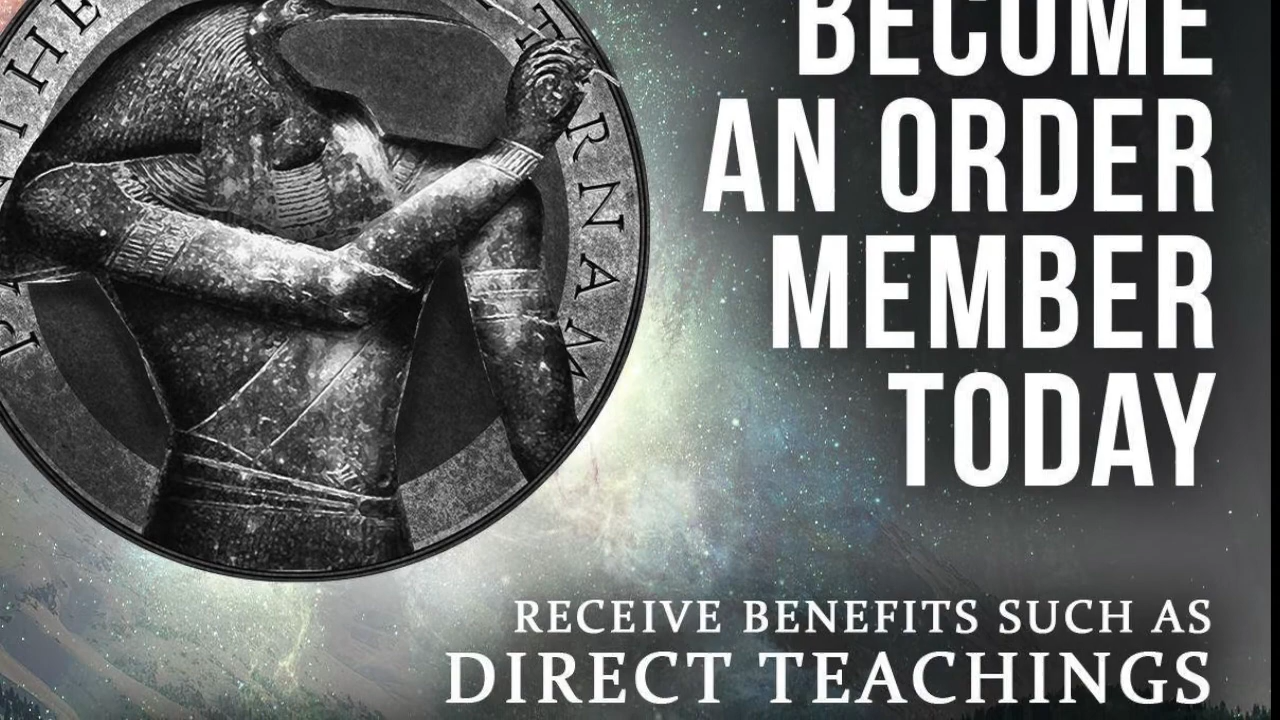 BECOME
AN ORDER
MEMBER
TODAY
RECEIVE BENEFITS SUCH AS
DIRECT TEACHINGS